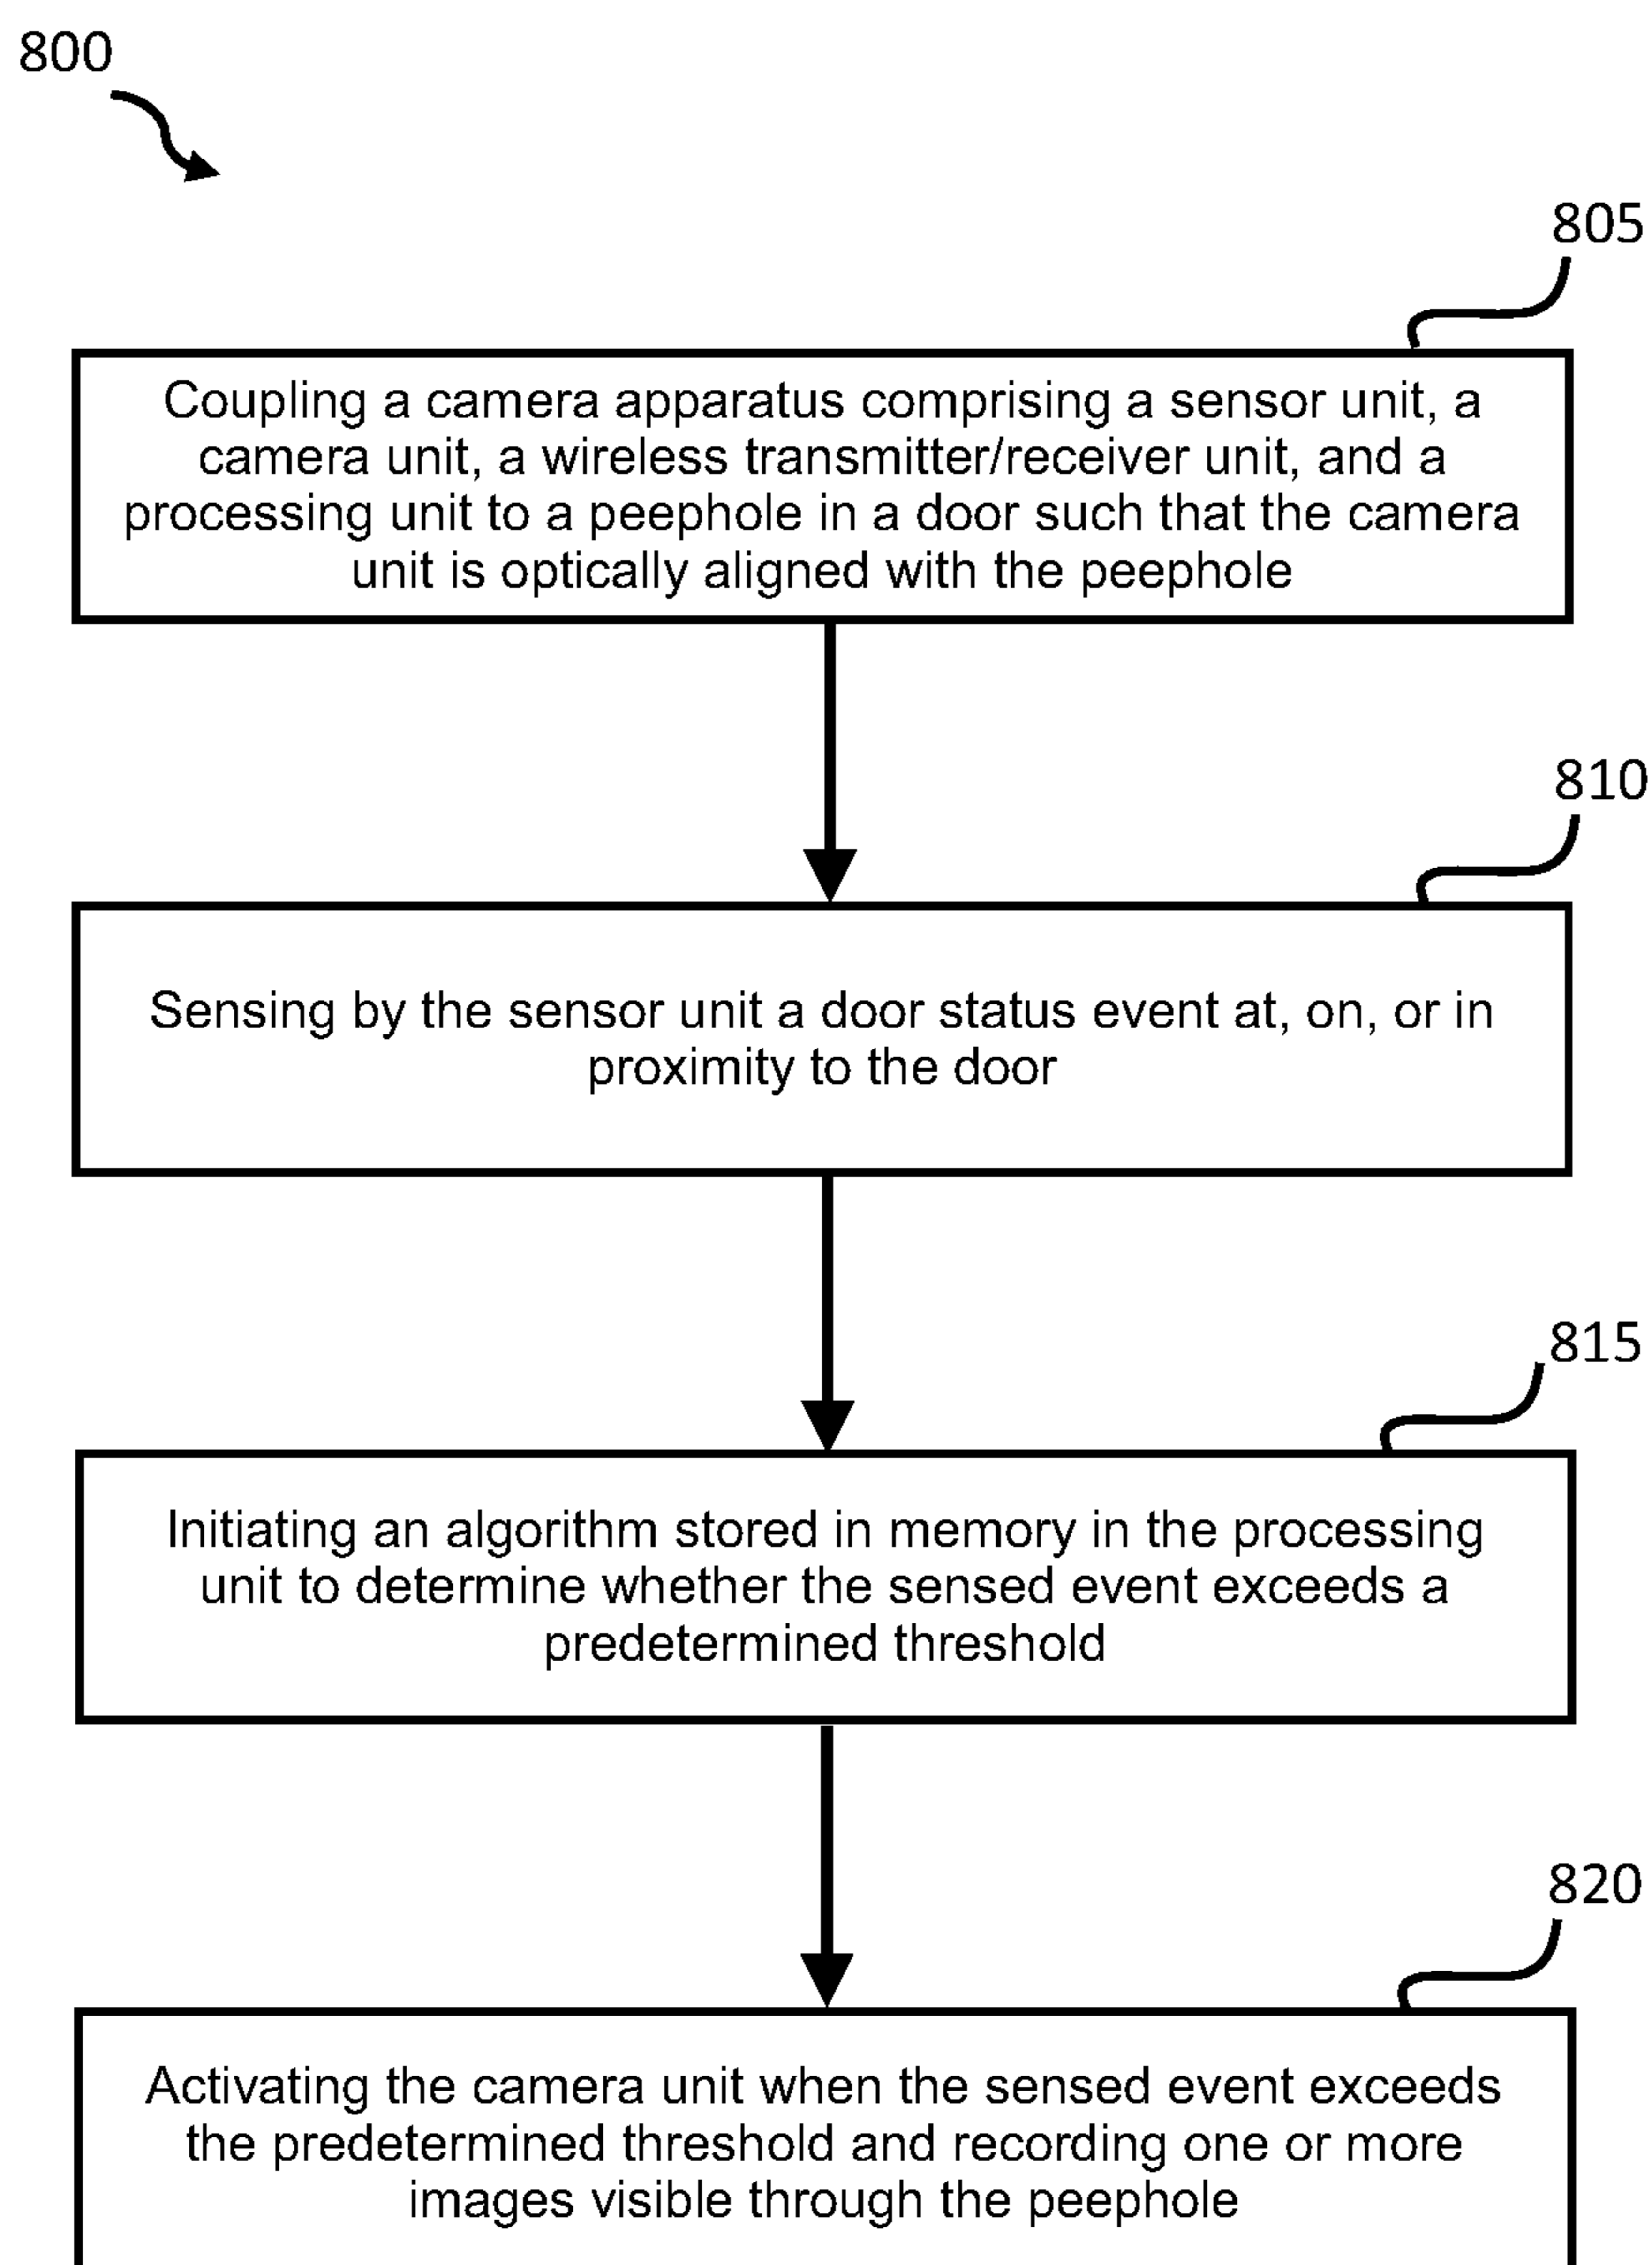 800
805
Coupling a camera apparatus comprising a sensor unit, a
camera unit, a wireless transmitter/receiver unit, and a
processing unit to a peephole in a door such that the camera
unit is optically aligned with the peephole
810
Sensing by the sensor unit a door status event at, on, or in
proximity to the door
815
Initiating an algorithm stored in memory in the processing
unit to determine whether the sensed event exceeds a
predetermined threshold
820
Activating the camera unit when the sensed event exceeds
the predetermined threshold and recording one or more
images visible through the peephole